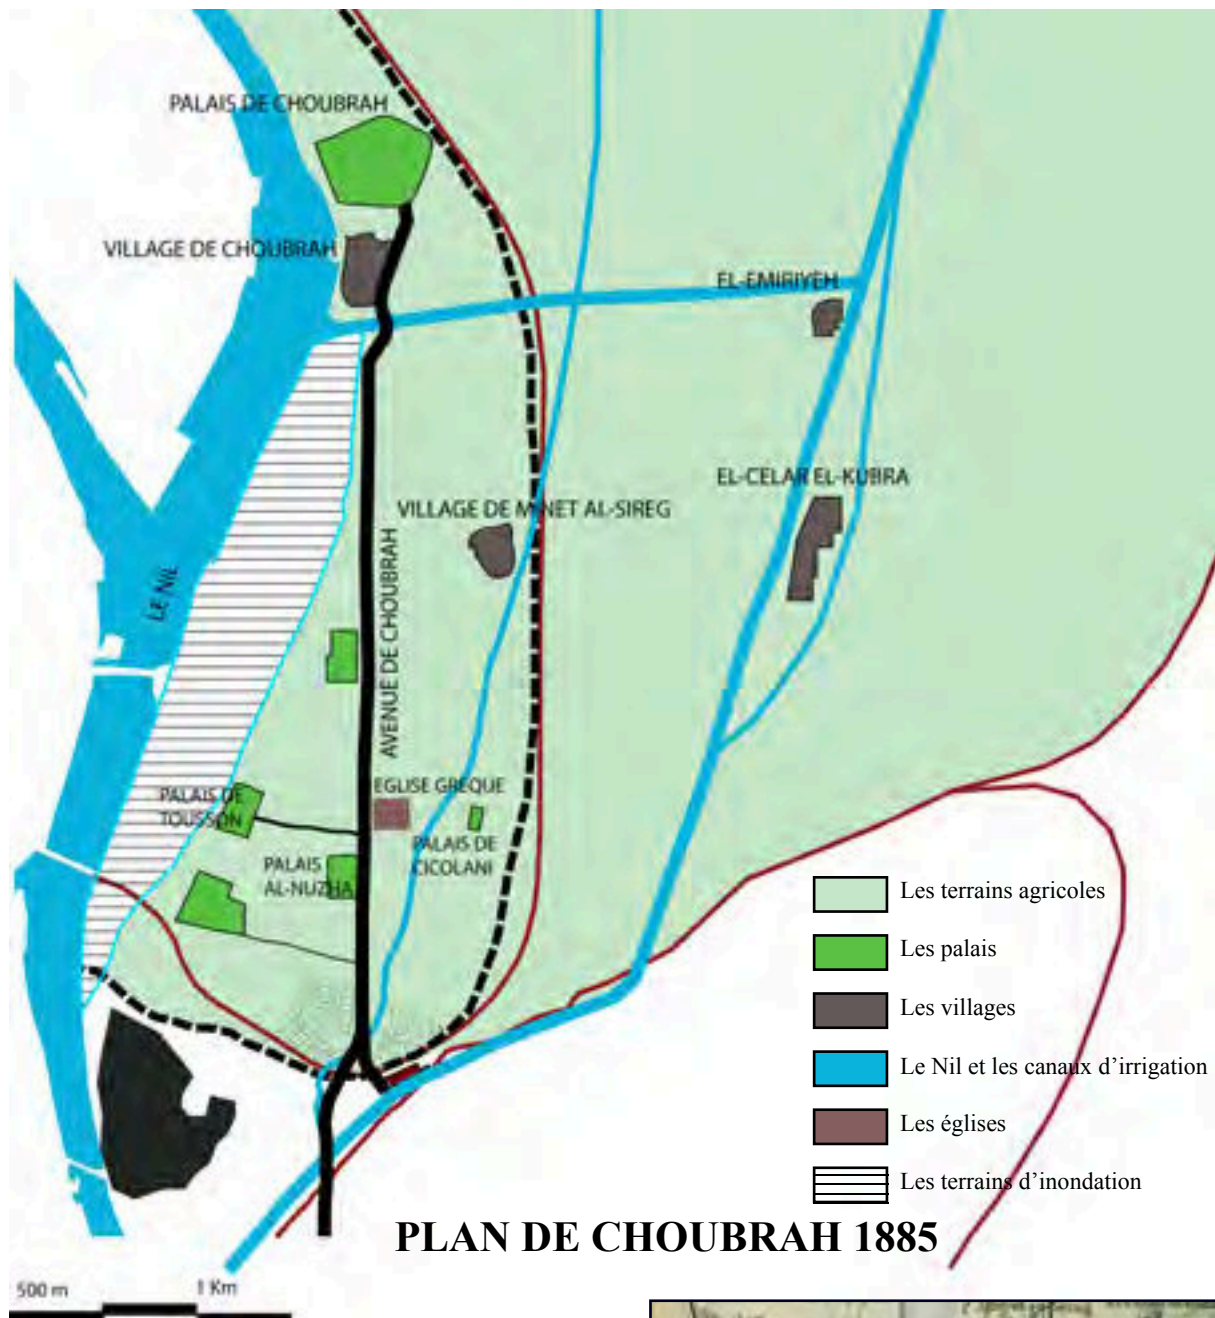 PALAIS DE CHOUBRAH
VILLAGE DE CHOUBRAH
EL-EMIRIYEH
EL-CELAR EL-KUBRA
VILLAGE DE MINET AL-SIREG
LE NIL
AVENUE DE CHOUBRAH
EGLISE GREQUE
PALAIS DE
TOUSSON
PALAIS DE
CICOLANI
PALAIS
AL-NUZHA
Les terrains agricoles
Les palais
Les villages
Le Nil et les canaux d’irrigation
Les églises
Les terrains d’inondation
PLAN DE CHOUBRAH 1885
500 m
1 Km